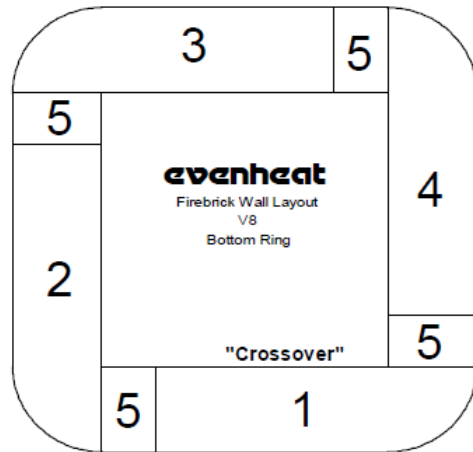 3 5
5
evenheat
Firebrick Wall Layout
V8
Bottom Ring
4
2
"Crossover" 5
5 1